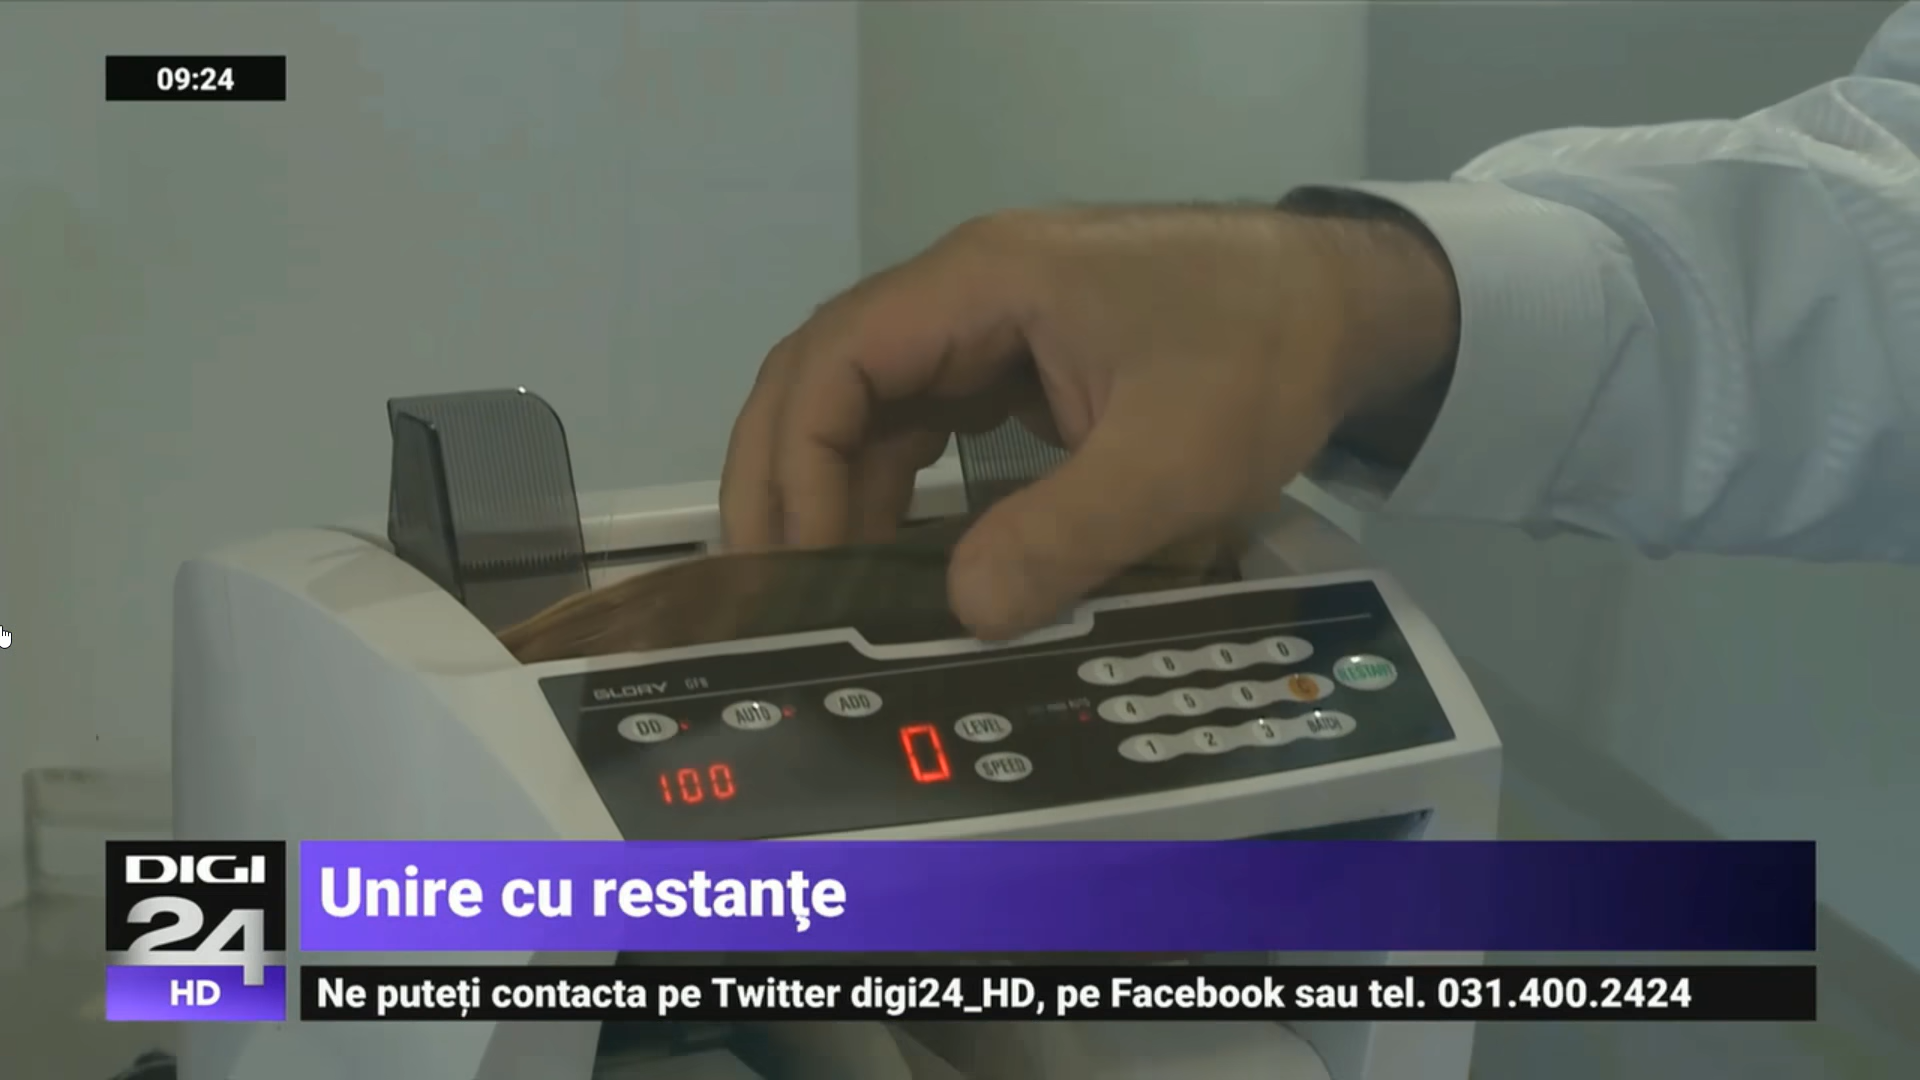 09:24
GLORY GFB
7 8 9 0
DD AUTO ADD LEVEL 4 5 6 C RESTART
100 0 SPEED 1 2 3 BATCH
DIGI
24
HD
Unire cu restanțe
Ne puteți contacta pe Twitter digi24_HD, pe Facebook sau tel. 031.400.2424